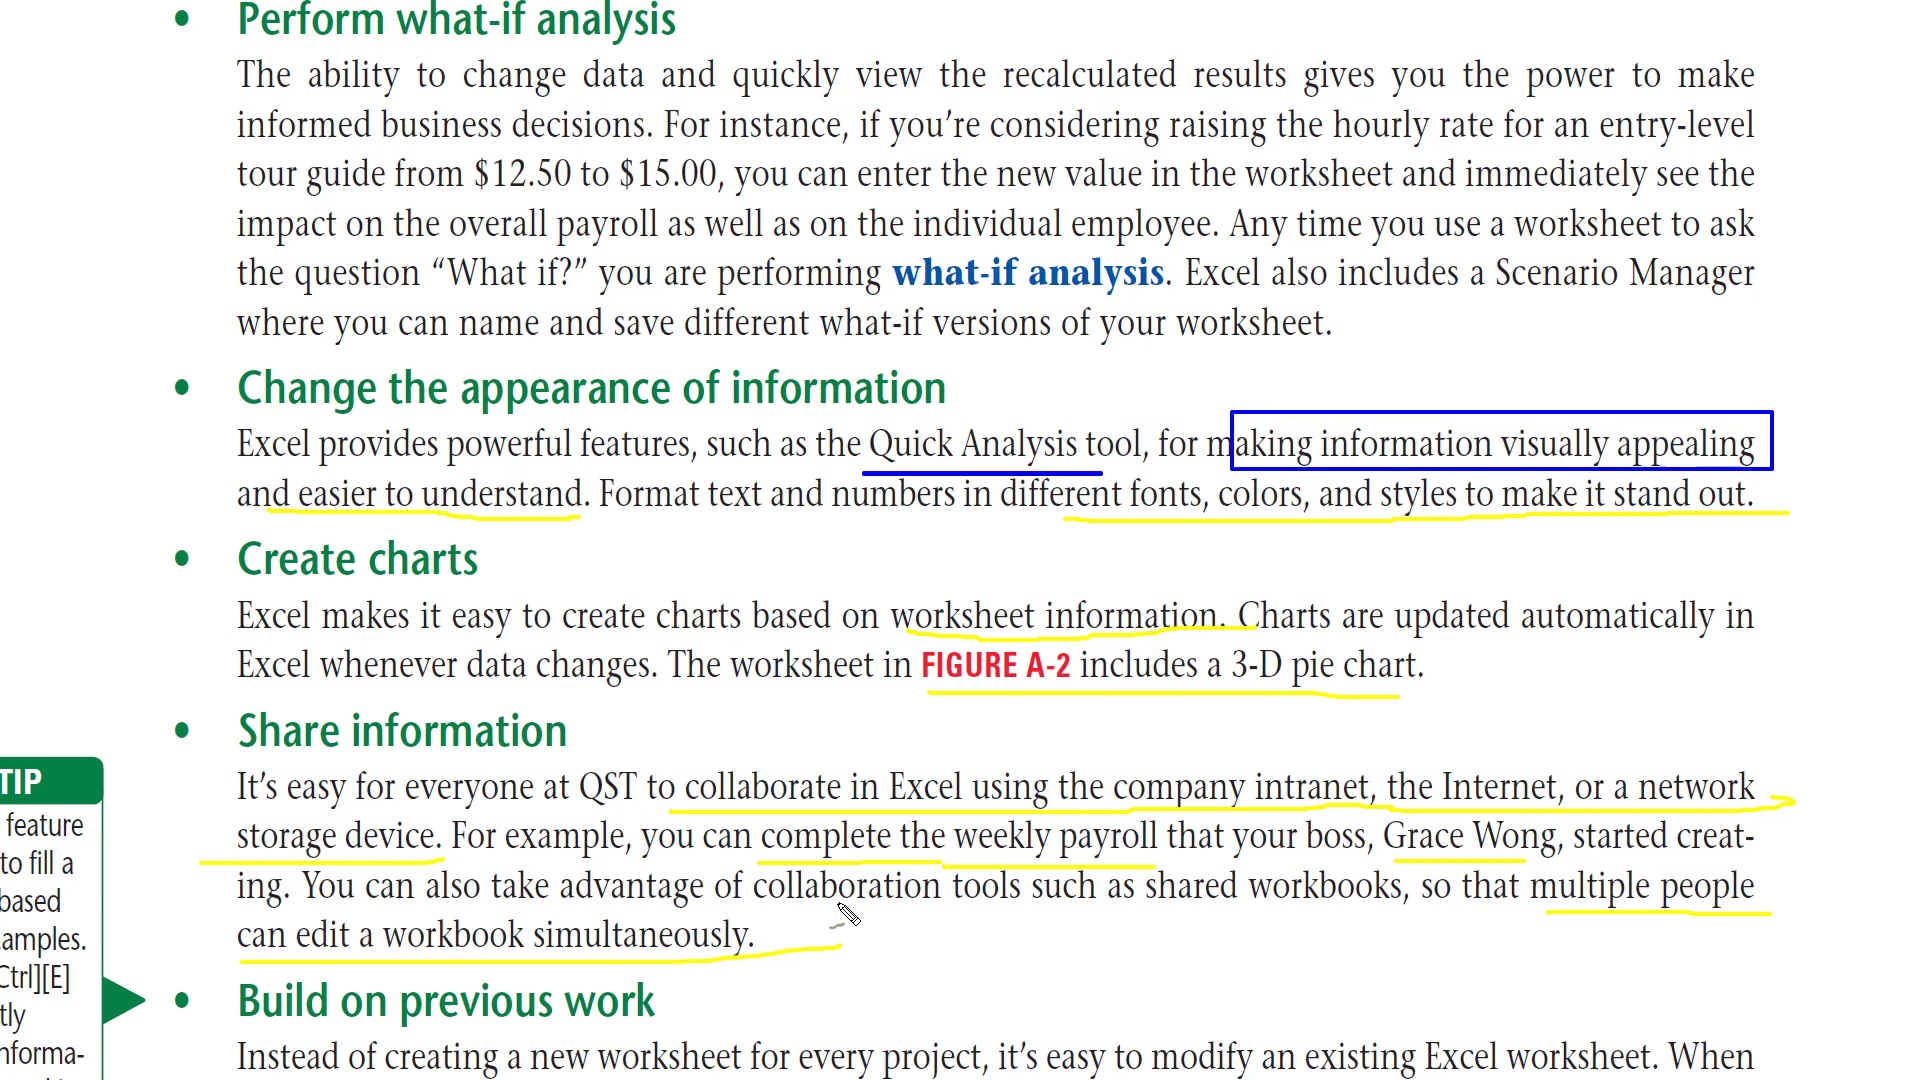 • Perform what-if analysis
The ability to change data and quickly view the recalculated results gives you the power to make
informed business decisions. For instance, if you’re considering raising the hourly rate for an entry-level
tour guide from $12.50 to $15.00, you can enter the new value in the worksheet and immediately see the
impact on the overall payroll as well as on the individual employee. Any time you use a worksheet to ask
the question “What if?” you are performing what-if analysis. Excel also includes a Scenario Manager
where you can name and save different what-if versions of your worksheet.
• Change the appearance of information
Excel provides powerful features, such as the Quick Analysis tool, for making information visually appealing
and easier to understand. Format text and numbers in different fonts, colors, and styles to make it stand out.
• Create charts
Excel makes it easy to create charts based on worksheet information. Charts are updated automatically in
Excel whenever data changes. The worksheet in FIGURE A-2 includes a 3-D pie chart.
• Share information
It’s easy for everyone at QST to collaborate in Excel using the company intranet, the Internet, or a network
storage device. For example, you can complete the weekly payroll that your boss, Grace Wong, started creat-
ing. You can also take advantage of collaboration tools such as shared workbooks, so that multiple people
can edit a workbook simultaneously.
• Build on previous work
Instead of creating a new worksheet for every project, it’s easy to modify an existing Excel worksheet. When
TIP
feature
to fill a
based
amples.
Ctrl][E]
tly
nforma-